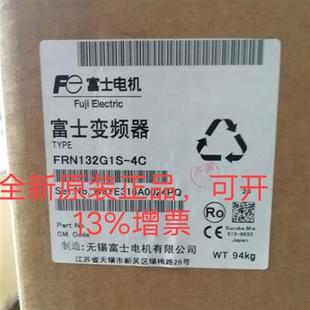 Fe 富士电机
Fuji Electric
富士变频器
TYPE
FRN132G1S-4C
全新原装正品，可开
13%增票
Part No.
CM. Code
Ro
Suzuka,Mie
513-8633
Japan
制造:无锡富士电机有限公司
江苏省无锡市新吴区锡梅路28号
WT 94kg